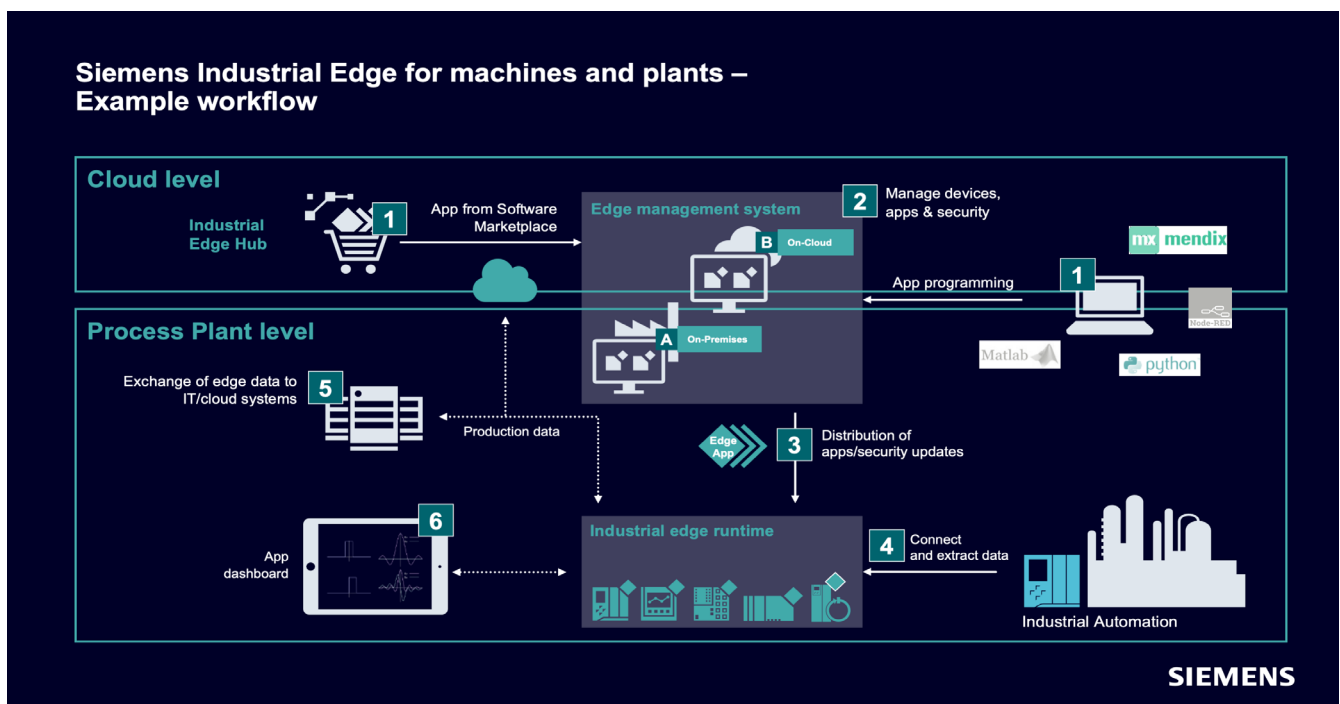 Siemens Industrial Edge for machines and plants –
Example workflow
Cloud level
Industrial
Edge Hub
1
App from Software
Marketplace
Edge management system
B
On-Cloud
2
Manage devices,
apps & security
mx mendix
App programming
1
Node-RED
Matlab
python
Process Plant level
A
On-Premises
Exchange of edge data to
IT/cloud systems
5
Production data
Edge
App
3
Distribution of
apps/security updates
App
dashboard
6
Industrial edge runtime
4
Connect
and extract data
Industrial Automation
SIEMENS